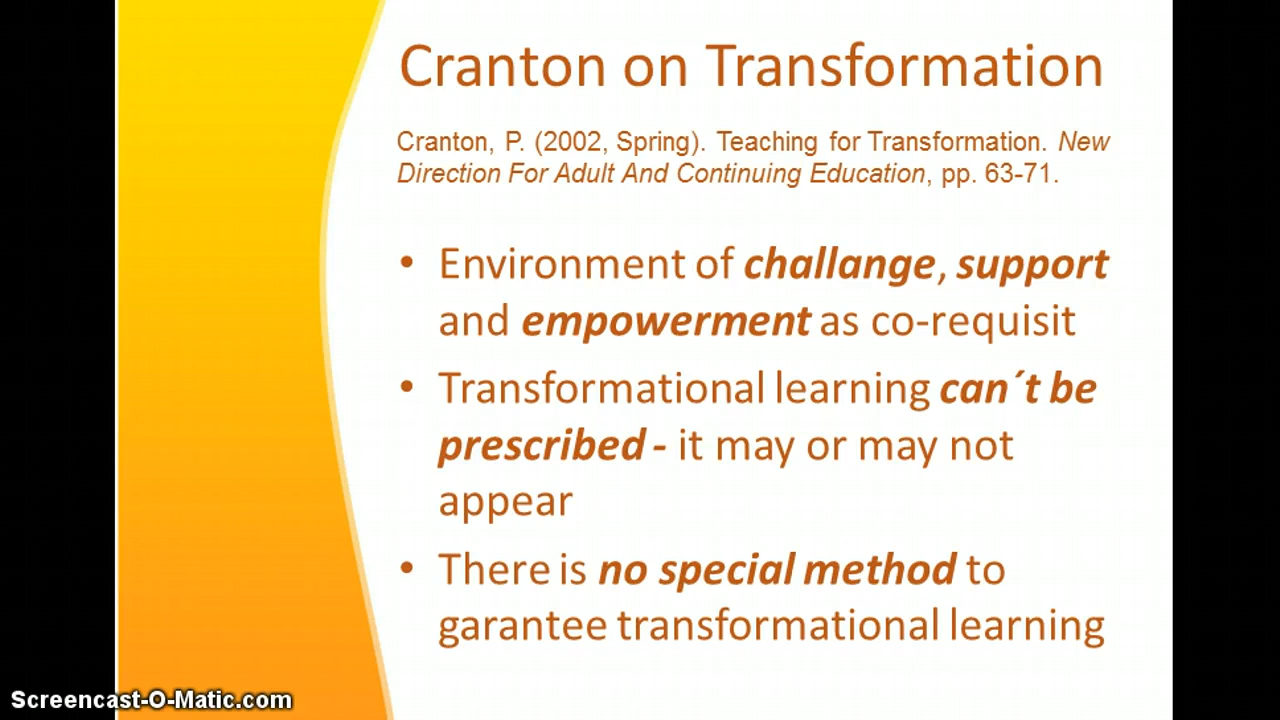 Cranton on Transformation
Cranton, P. (2002, Spring). Teaching for Transformation. New
Direction For Adult And Continuing Education, pp. 63-71.
• Environment of challange, support
and empowerment as co-requisit
• Transformational learning can´t be
prescribed - it may or may not
appear
• There is no special method to
garantee transformational learning
Screencast-O-Matic.com